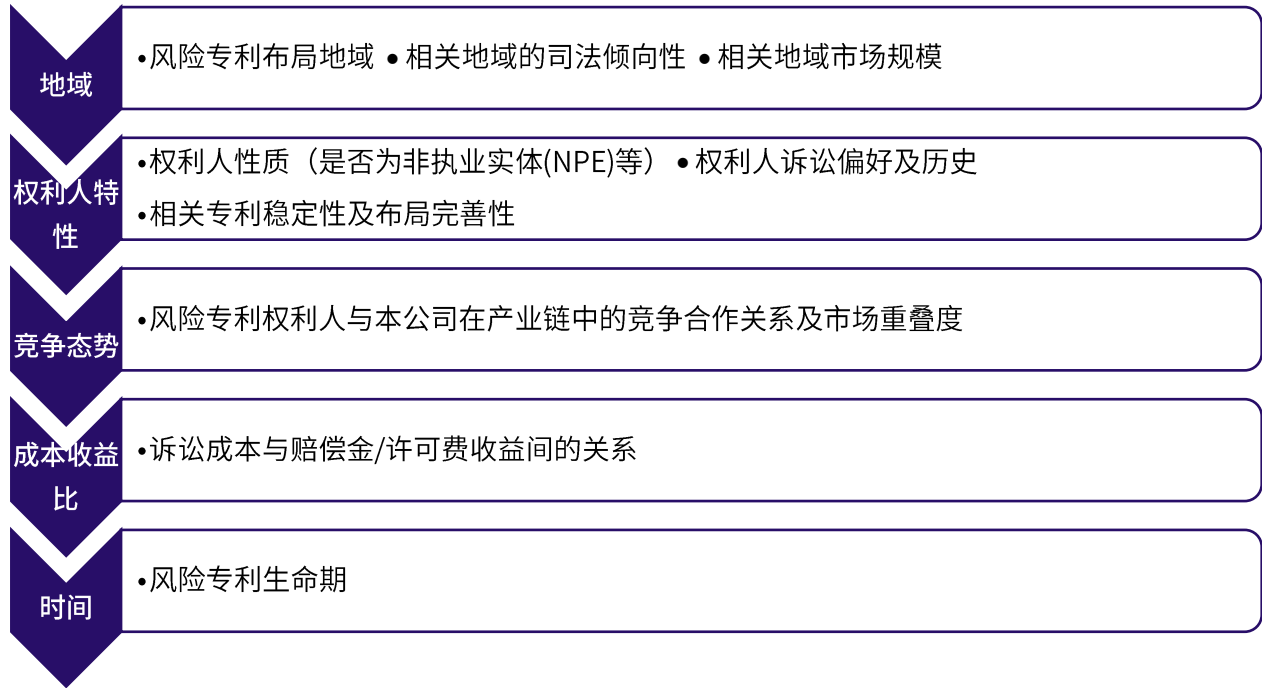 地域
•风险专利布局地域 ●相关地域的司法倾向性 ●相关地域市场规模
权利人特
性
•权利人性质（是否为非执业实体(NPE)等） ●权利人诉讼偏好及历史
•相关专利稳定性及布局完善性
竞争态势
•风险专利权利人与本公司在产业链中的竞争合作关系及市场重叠度
成本收益
比
•诉讼成本与赔偿金/许可费收益间的关系
时间
•风险专利生命期